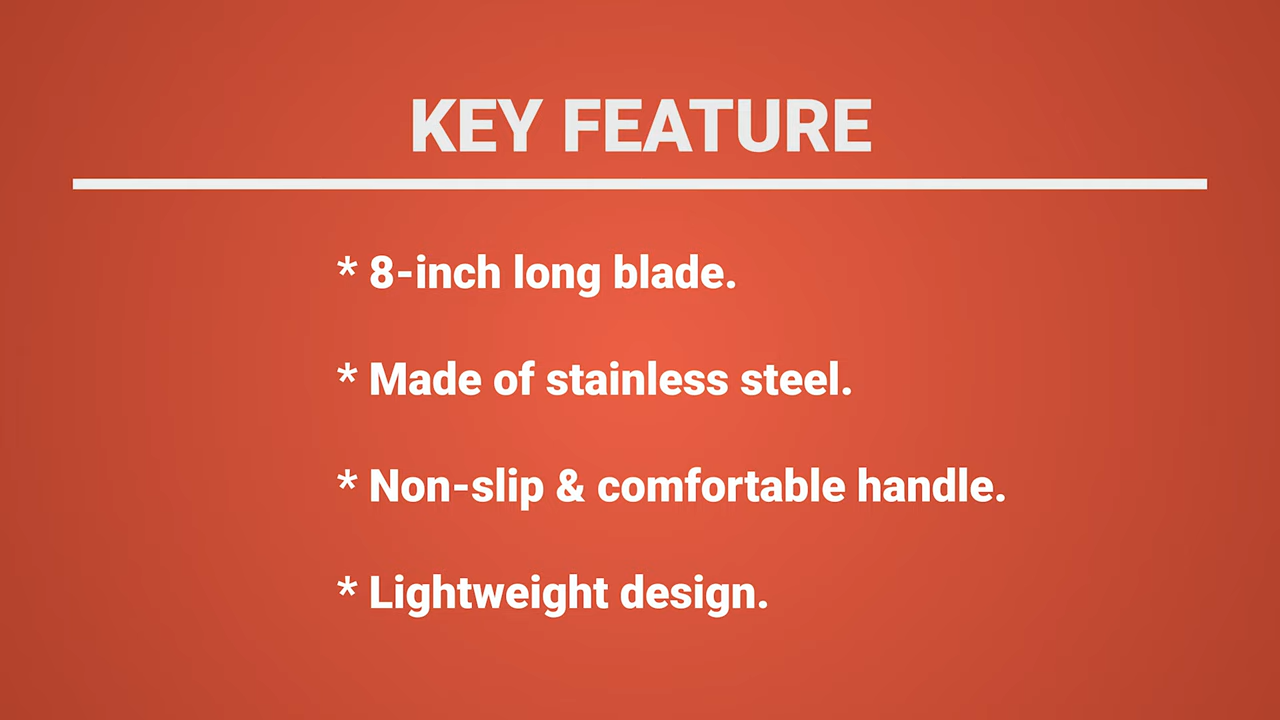 KEY FEATURE
* 8-inch long blade.
* Made of stainless steel.
* Non-slip & comfortable handle.
* Lightweight design.